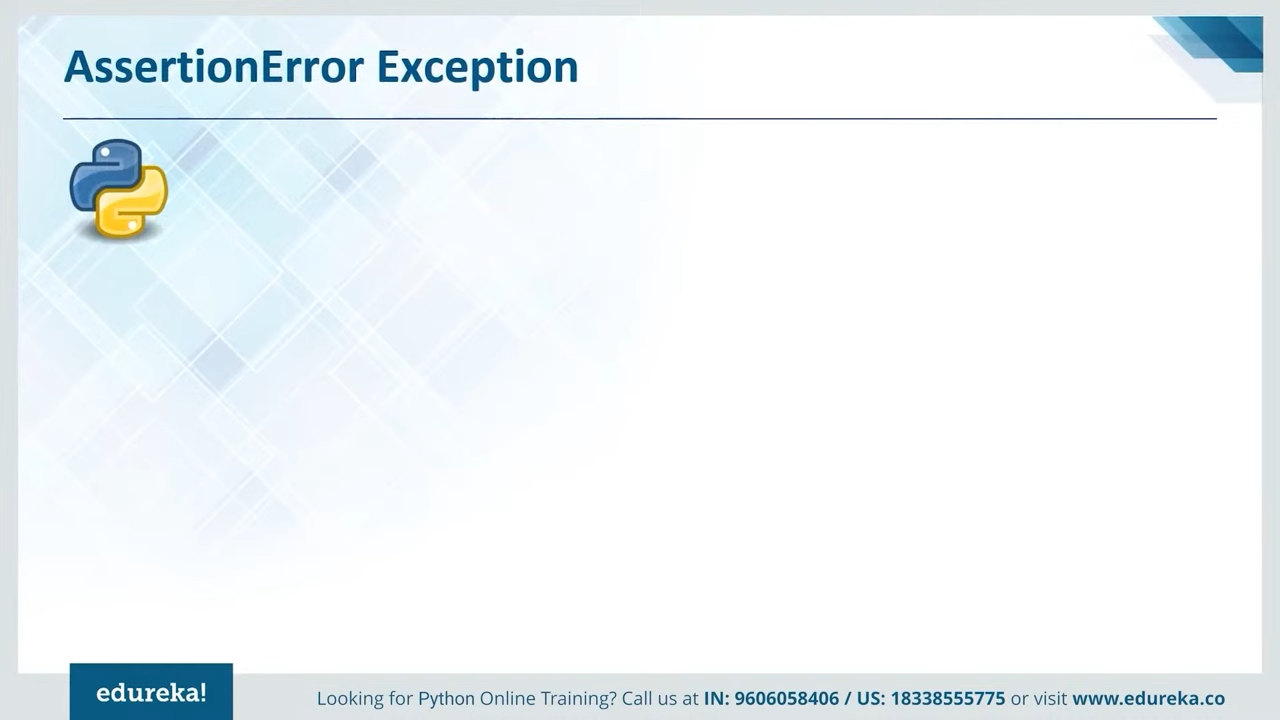 AssertionError Exception
edureka!
Looking for Python Online Training? Call us at IN: 9606058406 / US: 18338555775 or visit www.edureka.co